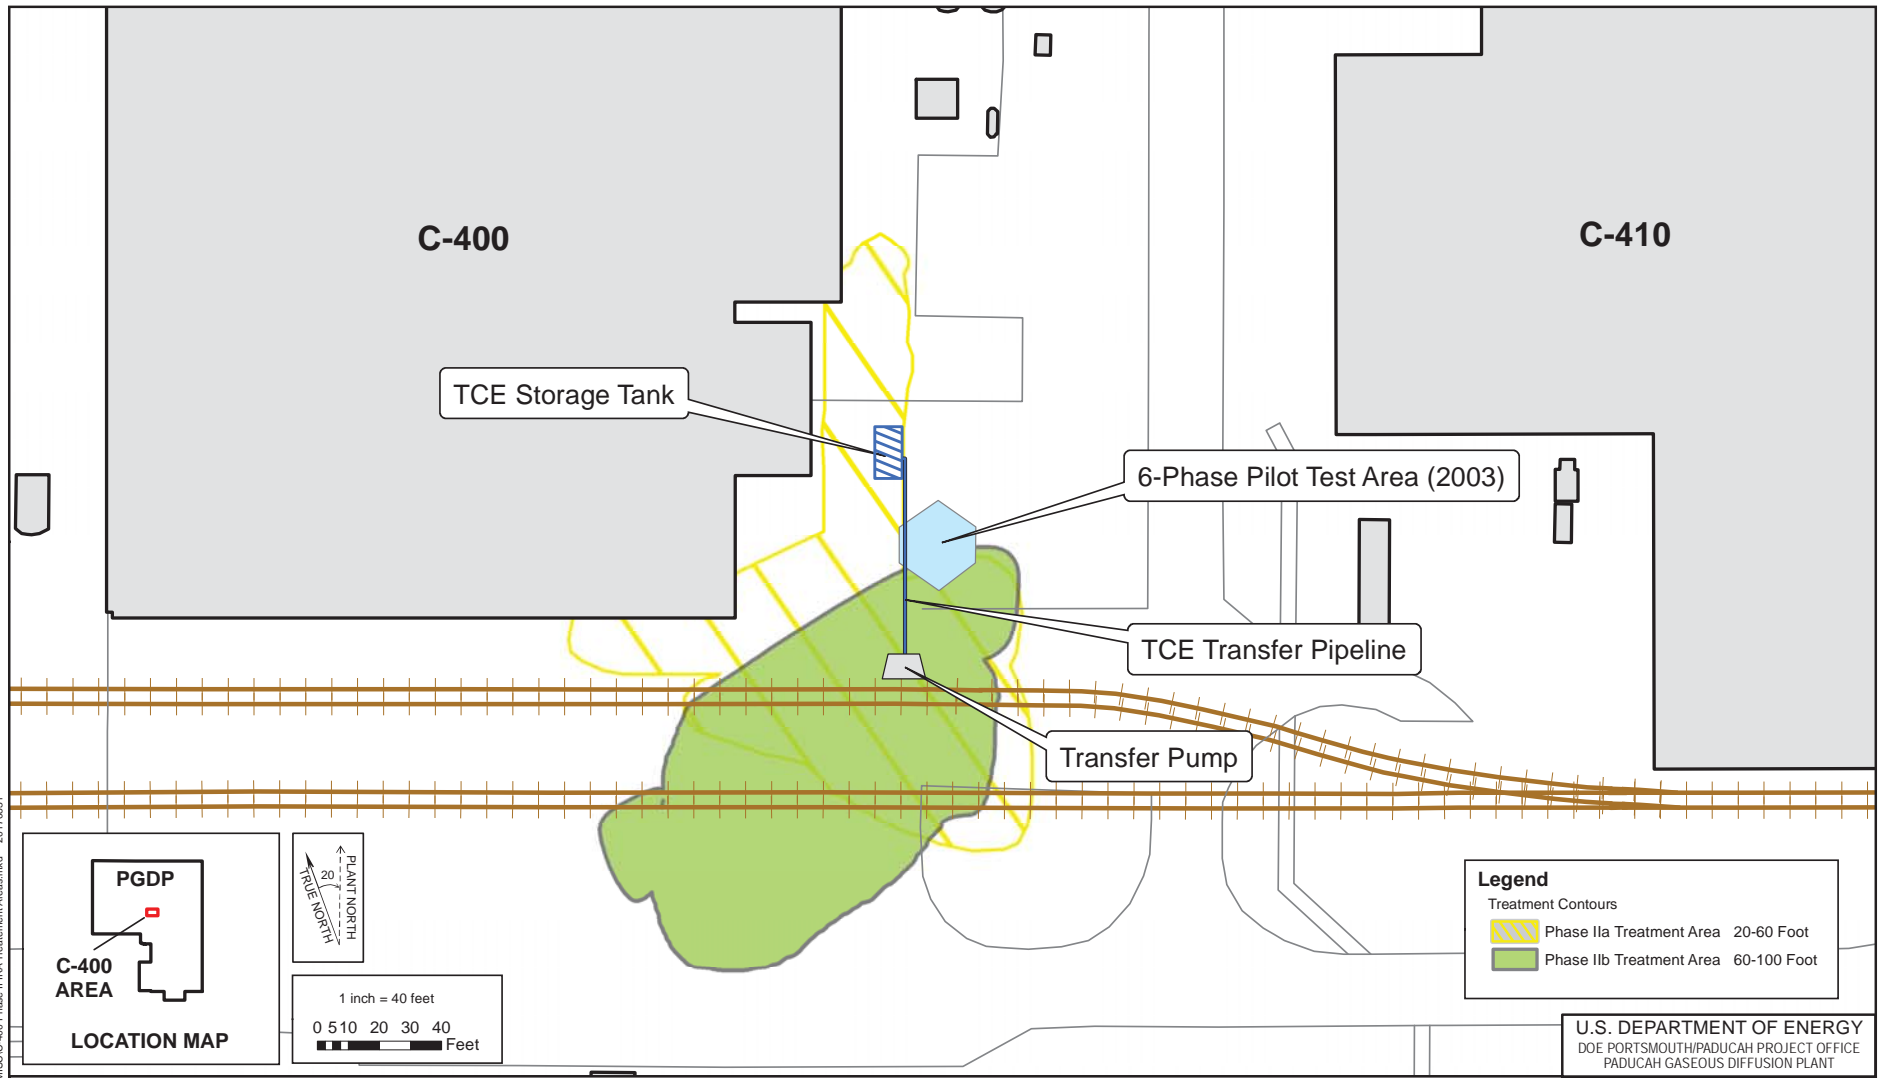 C-400
C-410
TCE Storage Tank
6-Phase Pilot Test Area (2003)
TCE Transfer Pipeline
Transfer Pump
PGDP
C-400
AREA
LOCATION MAP
TRUE NORTH
20
PLANT NORTH
1 inch = 40 feet
0 5 10 20 30 40
Feet
Legend
Treatment Contours
Phase IIa Treatment Area 20-60 Foot
Phase IIb Treatment Area 60-100 Foot
U.S. DEPARTMENT OF ENERGY
DOE PORTSMOUTH/PADUCAH PROJECT OFFICE
PADUCAH GASEOUS DIFFUSION PLANT